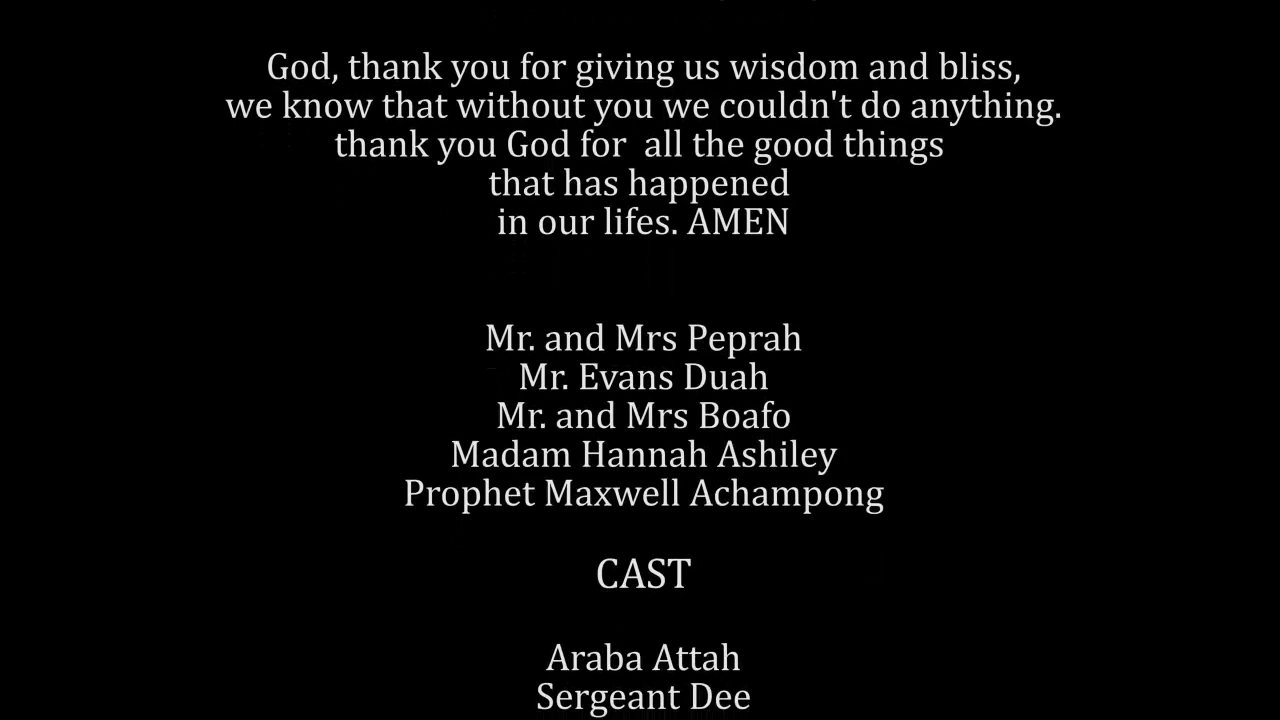 God, thank you for giving us wisdom and bliss,
we know that without you we couldn't do anything.
thank you God for  all the good things
that has happened
in our lifes. AMEN
Mr. and Mrs Peprah
Mr. Evans Duah
Mr. and Mrs Boafo
Madam Hannah Ashiley
Prophet Maxwell Achampong
CAST
Araba Attah
Sergeant Dee